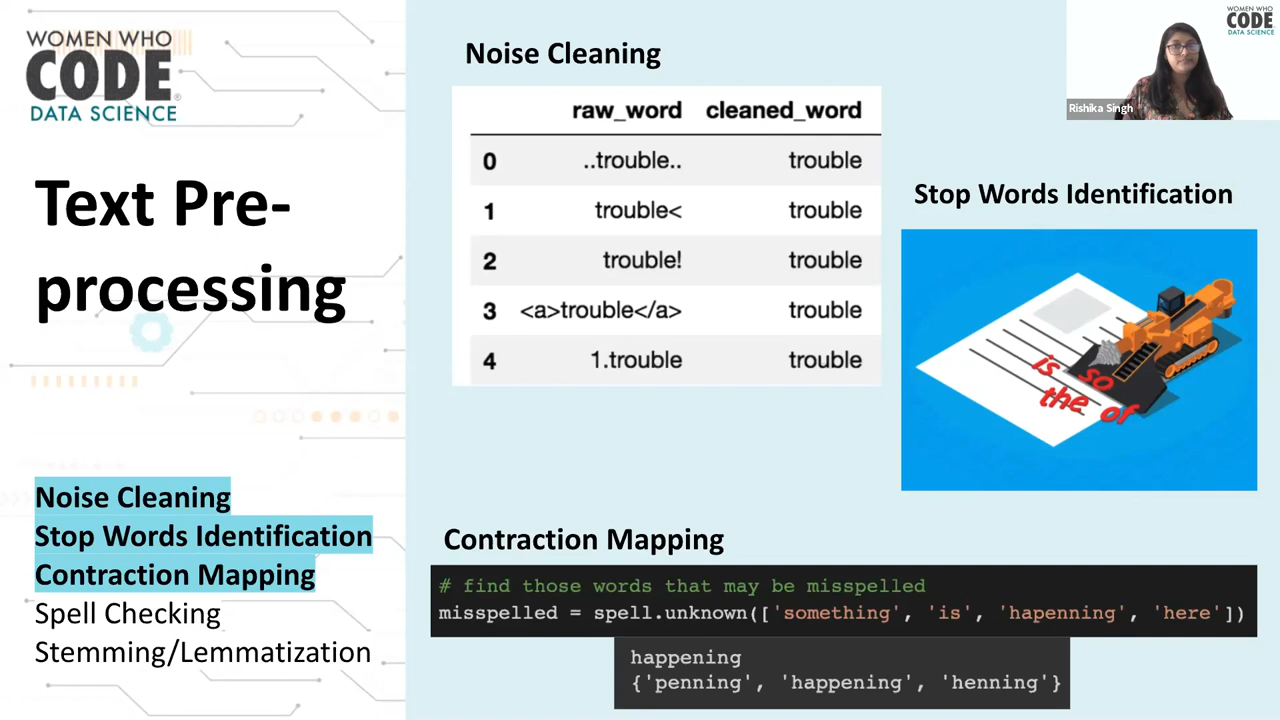 WOMEN WHO
CODE
DATA SCIENCE
Text Pre-
processing
Noise Cleaning
Stop Words Identification
Contraction Mapping
Spell Checking
Stemming/Lemmatization
Noise Cleaning
raw_word cleaned_word
0 ..trouble.. trouble
1 trouble< trouble
2 trouble! trouble
3 <a>trouble</a> trouble
4 1.trouble trouble
Stop Words Identification
is so
the of
Contraction Mapping
# find those words that may be misspelled
misspelled = spell.unknown(['something', 'is', 'hapenning', 'here'])
happening
{'penning', 'happening', 'henning'}
Rishika Singh
WOMEN WHO
CODE
DATA SCIENCE